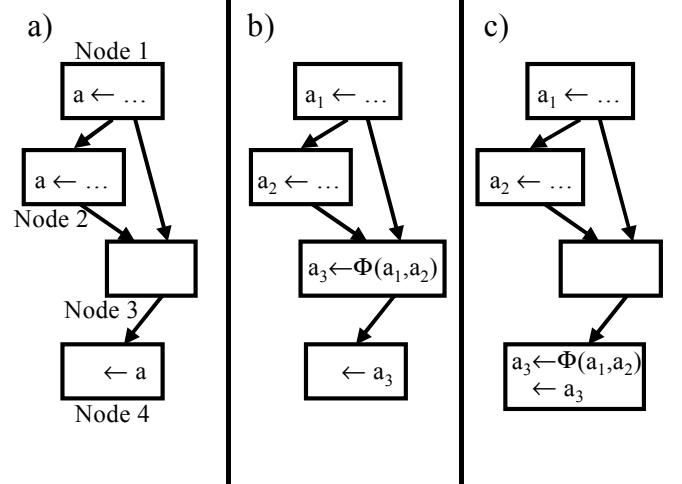 a)
Node 1
a ← ...
a ← ...
Node 2
Node 3
← a
Node 4
b)
a₁ ← ...
a₂ ← ...
a₃←Φ(a₁,a₂)
← a₃
c)
a₁ ← ...
a₂ ← ...
a₃←Φ(a₁,a₂)
← a₃